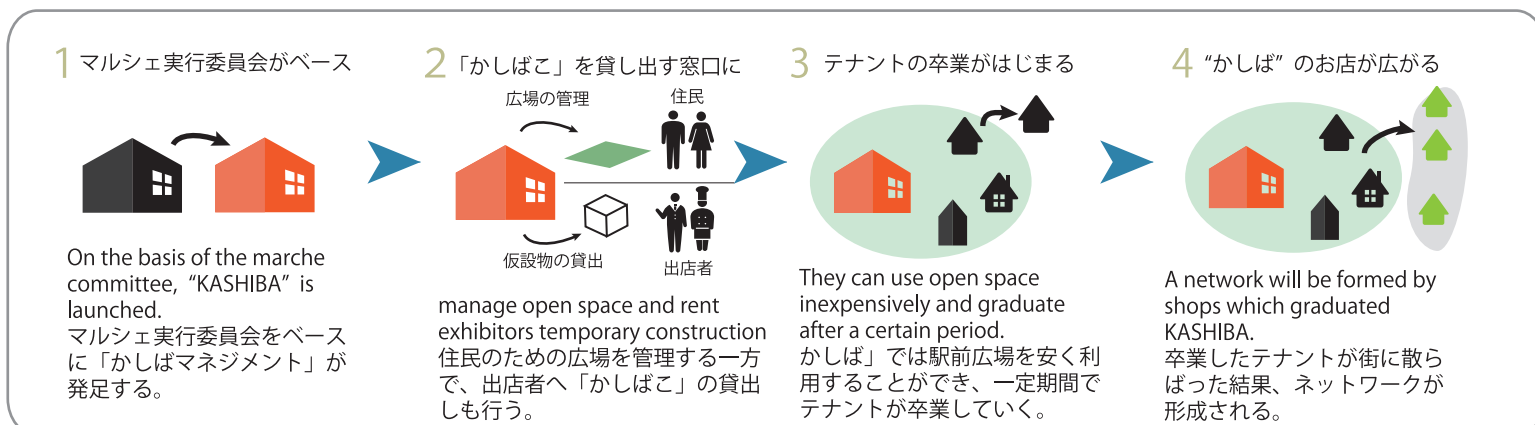 1 マルシェ実行委員会がベース
On the basis of the marche
committee, “KASHIBA” is
launched.
マルシェ実行委員会をベース
に「かしばマネジメント」が
発足する。
2 「かしばこ」を貸し出す窓口に
広場の管理
住民
仮設物の貸出
出店者
manage open space and rent
exhibitors temporary construction
住民のための広場を管理する一方
で、出店者へ「かしばこ」の貸出
しも行う。
3 テナントの卒業がはじまる
They can use open space
inexpensively and graduate
after a certain period.
かしば」では駅前広場を安く利
用することができ、一定期間で
テナントが卒業していく。
4 “かしば” のお店が広がる
A network will be formed by
shops which graduated
KASHIBA.
卒業したテナントが街に散ら
ばった結果、ネットワークが
形成される。